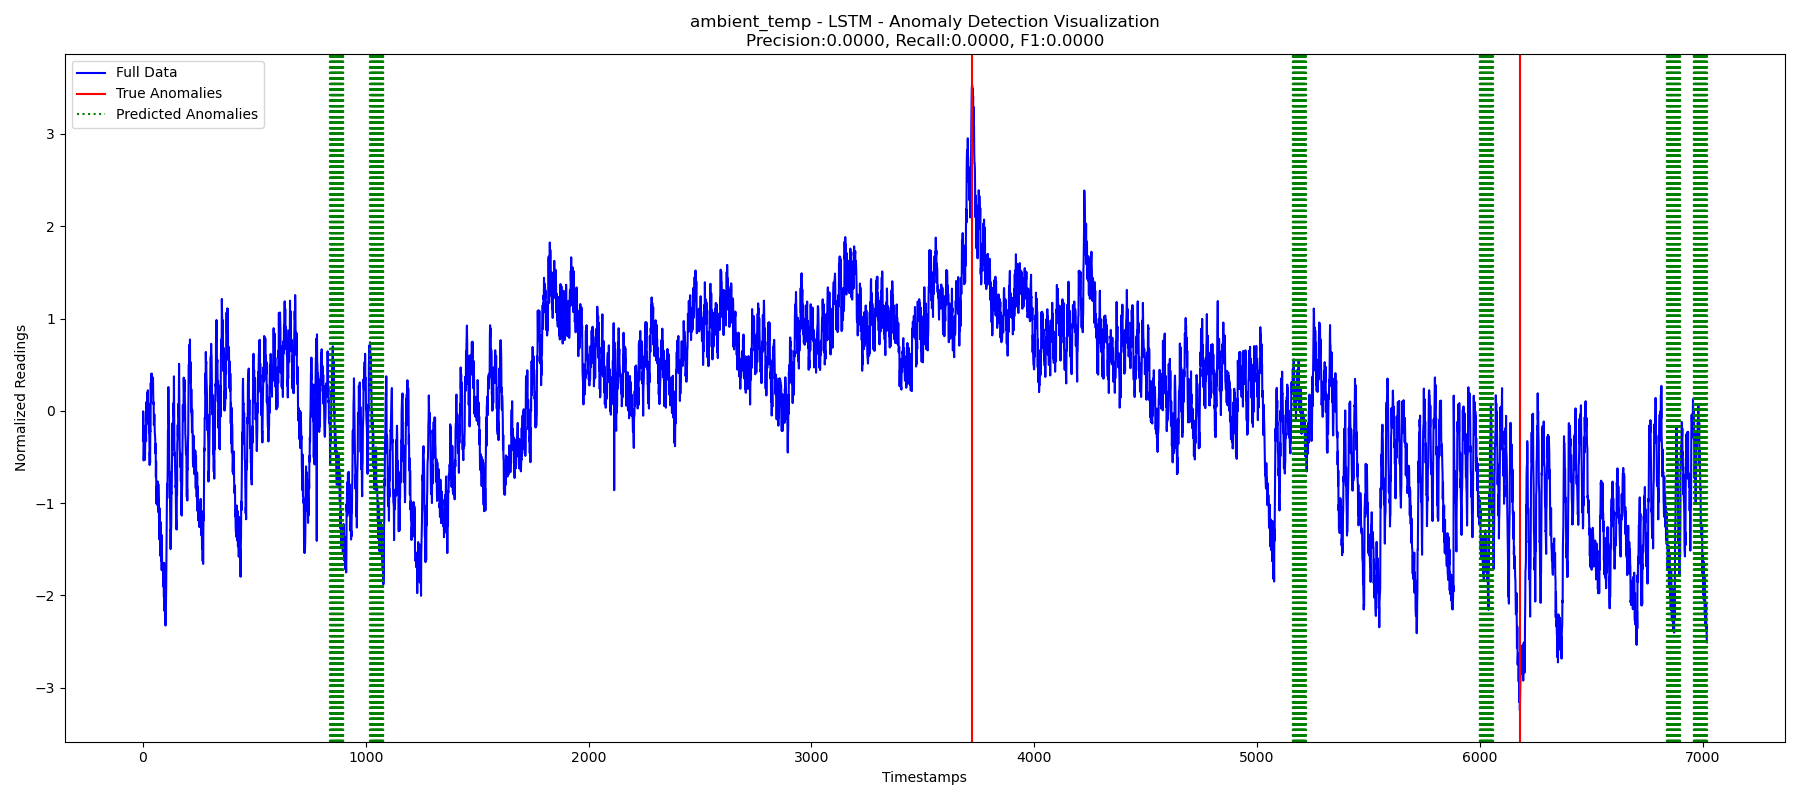 ambient_temp - LSTM - Anomaly Detection Visualization
Precision:0.0000, Recall:0.0000, F1:0.0000
Full Data
True Anomalies
Predicted Anomalies
Normalized Readings
3
2
1
0
−1
−2
−3
0 1000 2000 3000 4000 5000 6000 7000
Timestamps